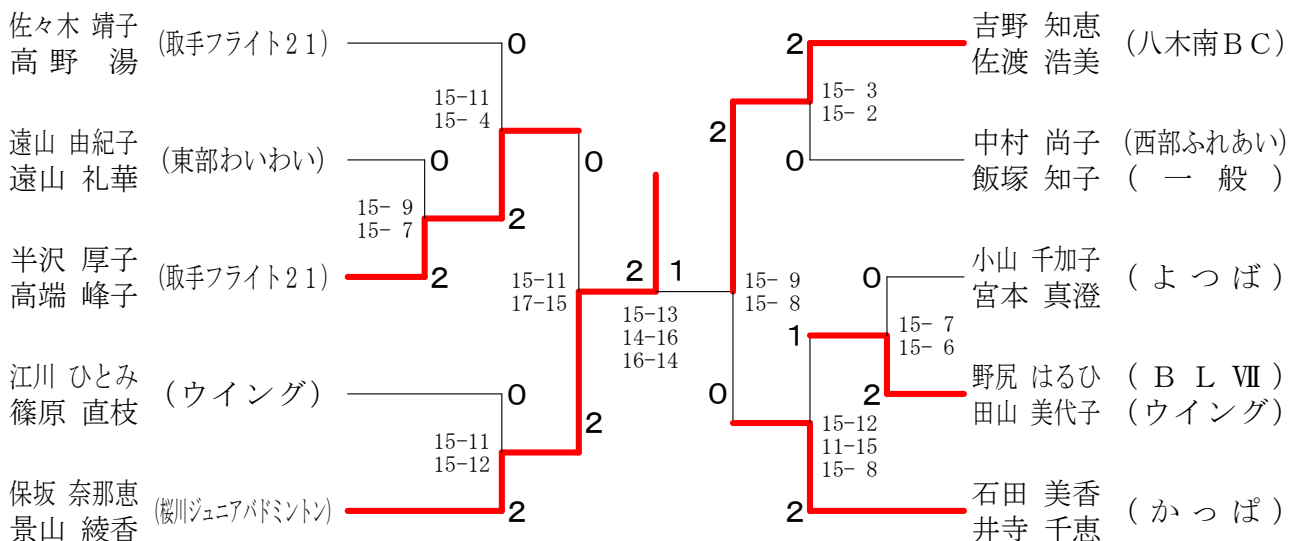 佐々木 靖子
高野 湯
(取手フライト21)
0
15-11
15- 4
遠山 由紀子
遠山 礼華
(東部わいわい)
0
15- 9
15- 7
2
半沢 厚子
高端 峰子
(取手フライト21)
2
0
15-11
17-15
江川 ひとみ
篠原 直枝
(ウイング)
0
2
15-11
15-12
保坂 奈那恵
景山 綾香
(桜川ジュニアバドミントン)
2
2
1
15-13
14-16
16-14
吉野 知恵
佐渡 浩美
(八木南BC)
2
15- 3
15- 2
2
中村 尚子
飯塚 知子
(西部ふれあい)
(一般)
0
15- 9
15- 8
小山 千加子
宮本 真澄
(よつば)
0
15- 7
15- 6
1
野尻 はるひ
田山 美代子
(BLⅦ)
(ウイング)
2
0
15-12
11-15
15- 8
石田 美香
井寺 千恵
(かっぱ)
2